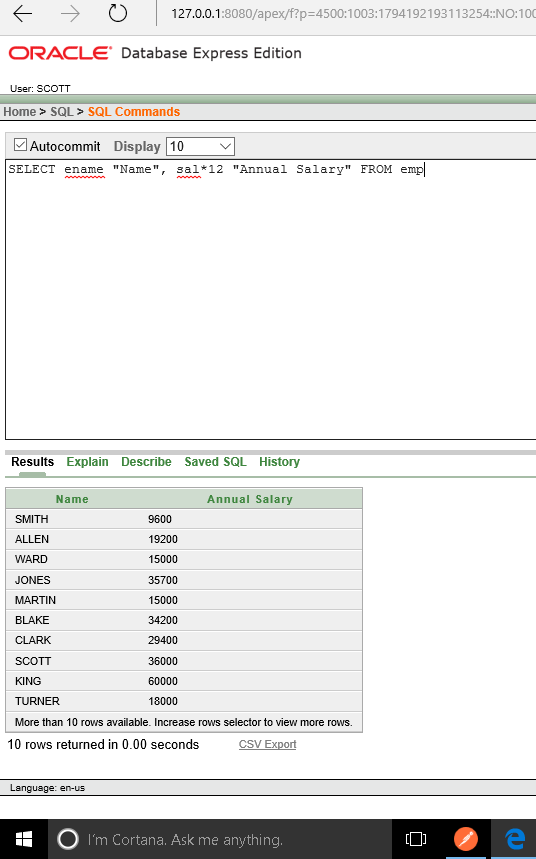 127.0.0.1:8080/apex/f?p=4500:1003:1794192193113254::NO:100
ORACLE Database Express Edition
User: SCOTT
Home > SQL > SQL Commands
Autocommit Display 10
SELECT ename "Name", sal*12 "Annual Salary" FROM emp
Results Explain Describe Saved SQL History
Name Annual Salary
SMITH 9600
ALLEN 19200
WARD 15000
JONES 35700
MARTIN 15000
BLAKE 34200
CLARK 29400
SCOTT 36000
KING 60000
TURNER 18000
More than 10 rows available. Increase rows selector to view more rows.
10 rows returned in 0.00 seconds CSV Export
Language: en-us
I'm Cortana. Ask me anything.